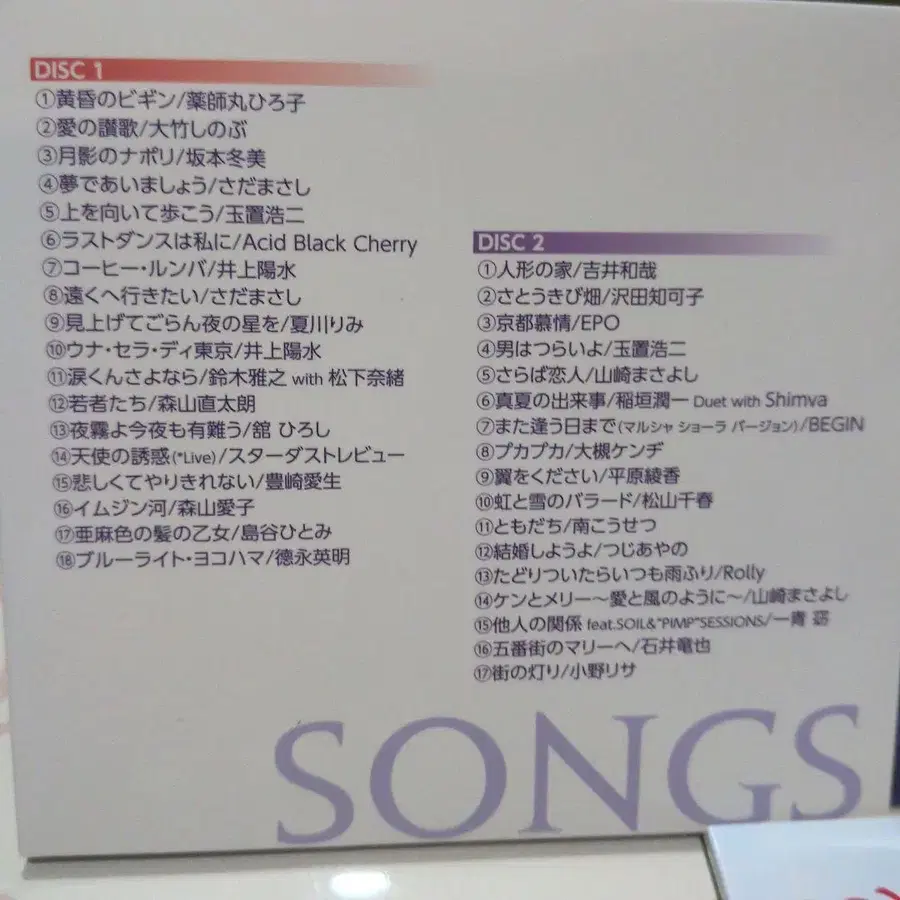 DISC 1
①黄昏のビギン/薬師丸ひろ子
②愛の讃歌/大竹しのぶ
③月影のナポリ/坂本冬美
④夢であいましょう/さだまさし
⑤上を向いて歩こう/玉置浩二
⑥ラストダンスは私に/Acid Black Cherry
⑦コーヒー・ルンバ/井上陽水
⑧遠くへ行きたい/さだまさし
⑨見上げてごらん夜の星を/夏川りみ
⑩ウナ・セラ・ディ東京/井上陽水
⑪涙くんさよなら/鈴木雅之 with 松下奈緒
⑫若者たち/森山直太朗
⑬夜霧よ今夜も有難う/舘 ひろし
⑭天使の誘惑(*Live)/スターダストレビュー
⑮悲しくてやりきれない/豊崎愛生
⑯イムジン河/森山愛子
⑰亜麻色の髪の乙女/島谷ひとみ
⑱ブルーライト・ヨコハマ/德永英明
DISC 2
①人形の家/吉井和哉
②さとうきび畑/沢田知可子
③京都慕情/EPO
④男はつらいよ/玉置浩二
⑤さらば恋人/山崎まさよし
⑥真夏の出来事/稲垣潤一 Duet with Shimva
⑦また逢う日まで(マルシャ ショーラ バージョン)/BEGIN
⑧プカプカ/大槻ケンヂ
⑨翼をください/平原綾香
⑩虹と雪のバラード/松山千春
⑪ともだち/南こうせつ
⑫結婚しようよ/つじあやの
⑬たどりついたらいつも雨ふり/Rolly
⑭ケンとメリー〜愛と風のように〜/山崎まさよし
⑮他人の関係 feat.SOIL&"PIMP"SESSIONS/一青 窈
⑯五番街のマリーへ/石井竜也
⑰街の灯り/小野リサ
SONGS